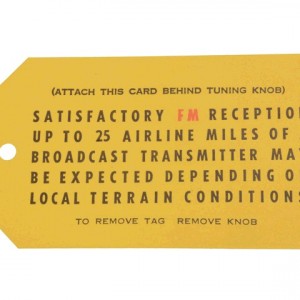 (ATTACH THIS CARD BEHIND TUNING KNOB)
SATISFACTORY FM RECEPTION
UP TO 25 AIRLINE MILES OF
BROADCAST TRANSMITTER MAY
BE EXPECTED DEPENDING O
LOCAL TERRAIN CONDITIONS
TO REMOVE TAG REMOVE KNOB